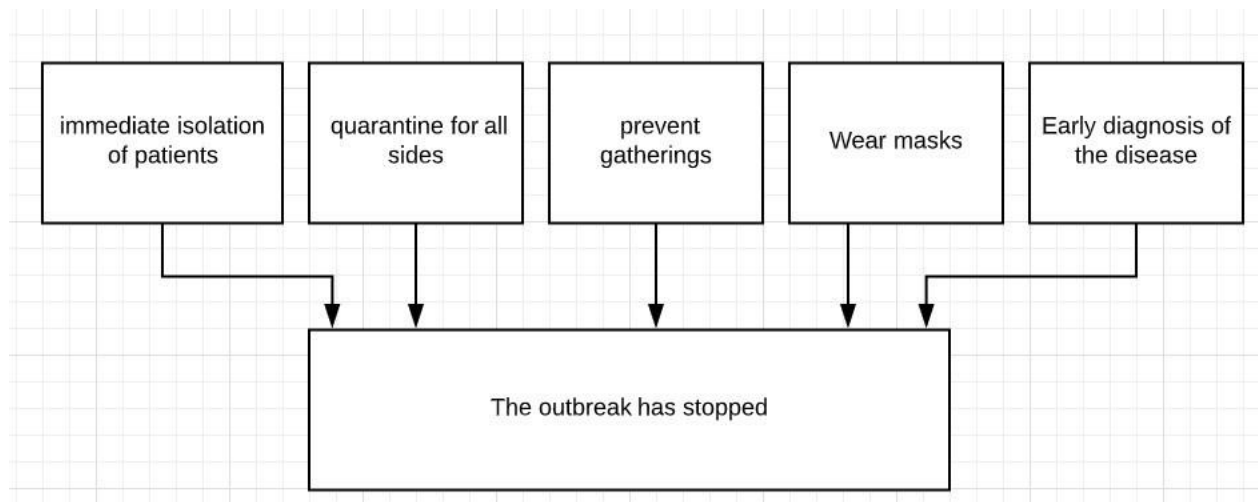 immediate isolation
of patients
quarantine for all
sides
prevent
gatherings
Wear masks
Early diagnosis of
the disease
The outbreak has stopped